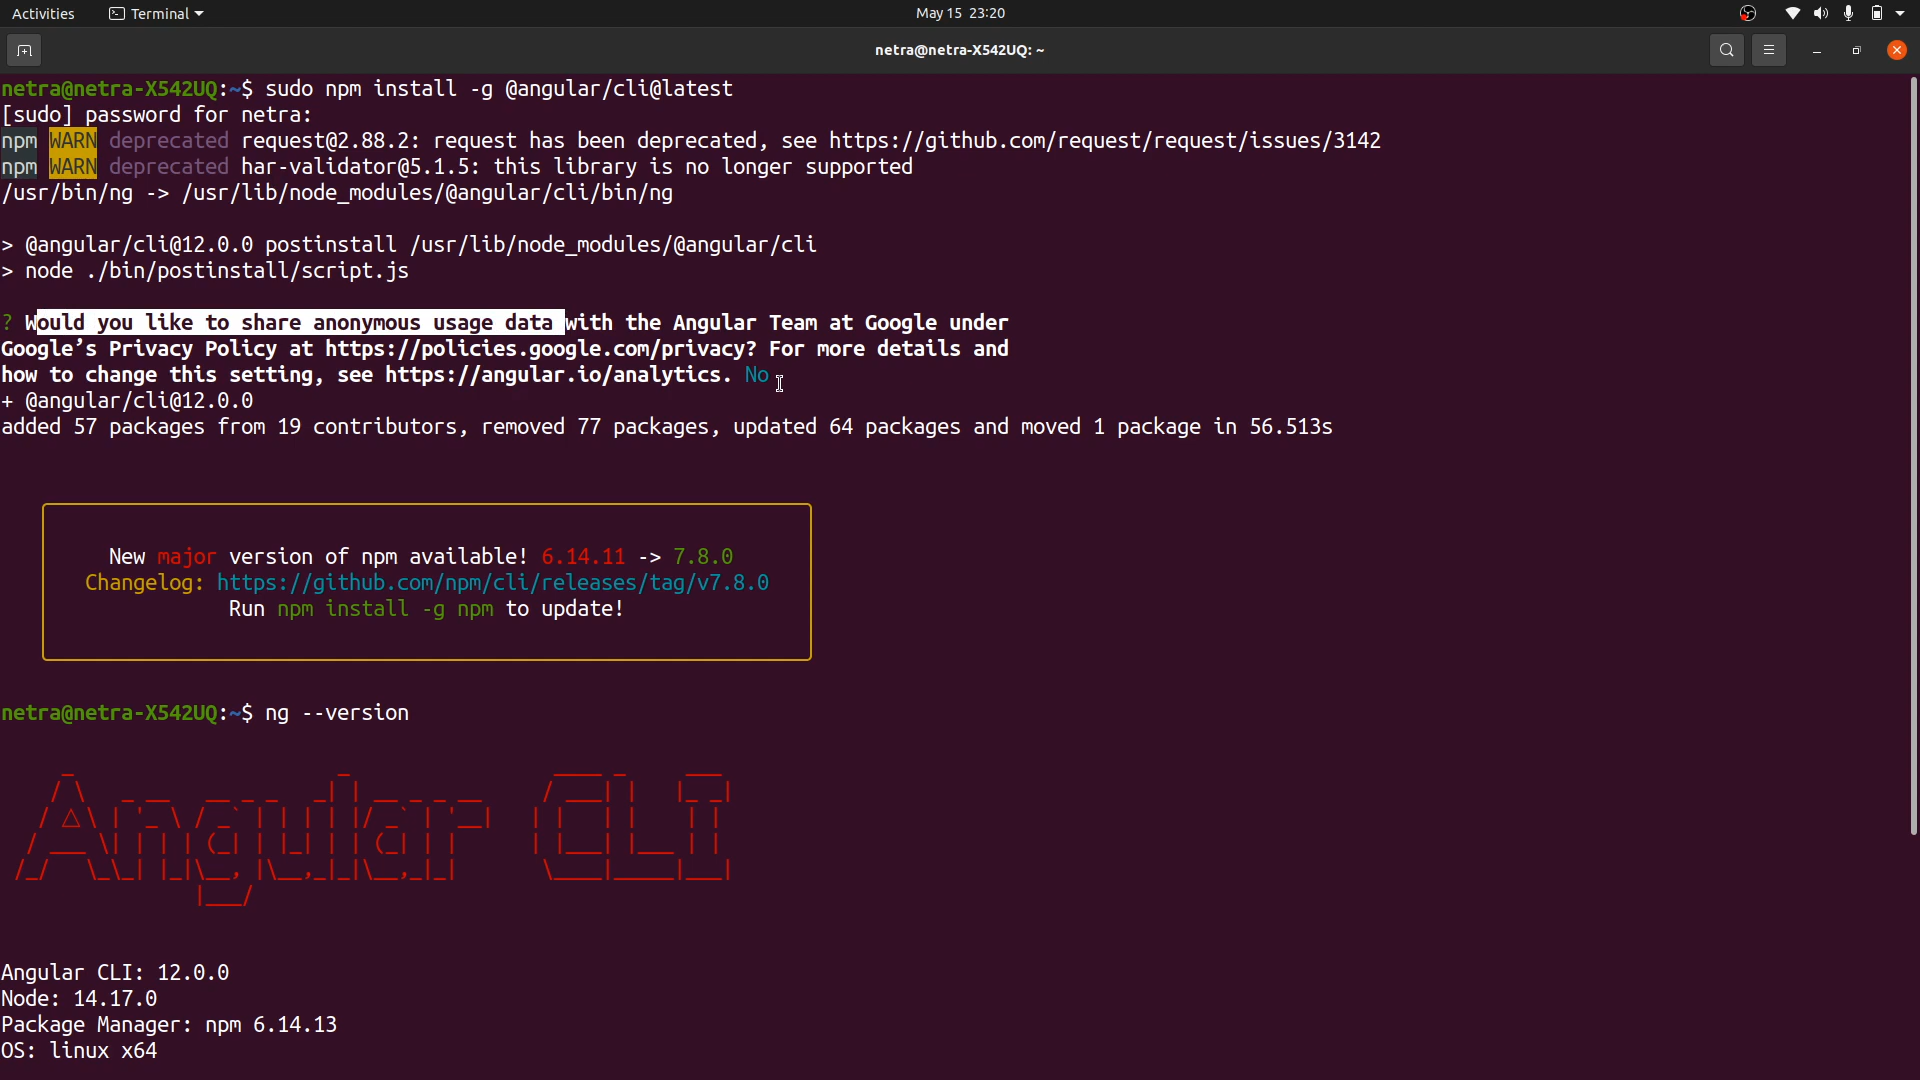 Activities Terminal May 15 23:20
netra@netra-X542UQ: ~
netra@netra-X542UQ:~$ sudo npm install -g @angular/cli@latest
[sudo] password for netra:
npm WARN deprecated request@2.88.2: request has been deprecated, see https://github.com/request/request/issues/3142
npm WARN deprecated har-validator@5.1.5: this library is no longer supported
/usr/bin/ng -> /usr/lib/node_modules/@angular/cli/bin/ng
> @angular/cli@12.0.0 postinstall /usr/lib/node_modules/@angular/cli
> node ./bin/postinstall/script.js
? Would you like to share anonymous usage data with the Angular Team at Google under
Google’s Privacy Policy at https://policies.google.com/privacy? For more details and
how to change this setting, see https://angular.io/analytics. No
+ @angular/cli@12.0.0
added 57 packages from 19 contributors, removed 77 packages, updated 64 packages and moved 1 package in 56.513s
New major version of npm available! 6.14.11 -> 7.8.0
Changelog: https://github.com/npm/cli/releases/tag/v7.8.0
Run npm install -g npm to update!
netra@netra-X542UQ:~$ ng --version
Angular CLI
Angular CLI: 12.0.0
Node: 14.17.0
Package Manager: npm 6.14.13
OS: linux x64